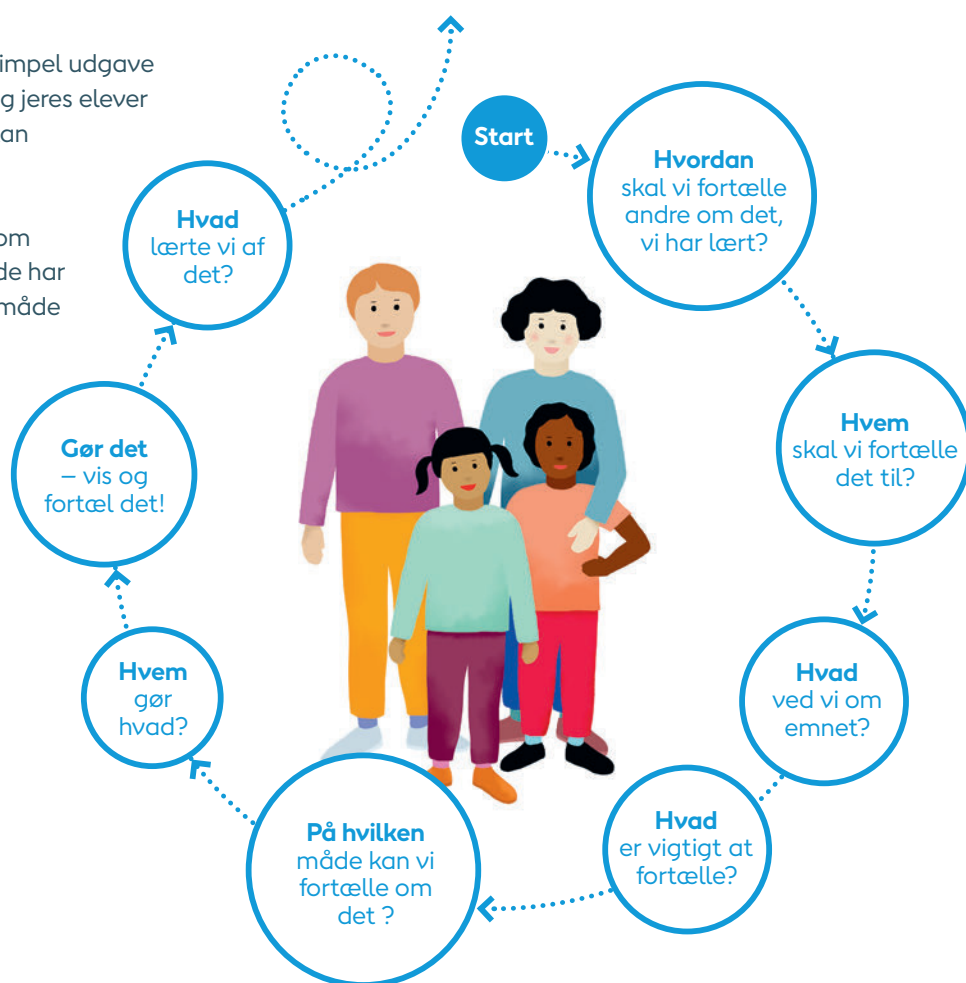 impel udgave
g jeres elever
an
om
de har
måde
Start
Hvordan
skal vi fortælle
andre om det,
vi har lært?
Hvem
skal vi fortælle
det til?
Hvad
ved vi om
emnet?
Hvad
er vigtigt at
fortælle?
På hvilken
måde kan vi
fortælle om
det ?
Hvem
gør
hvad?
Gør det
– vis og
fortæl det!
Hvad
lærte vi af
det?